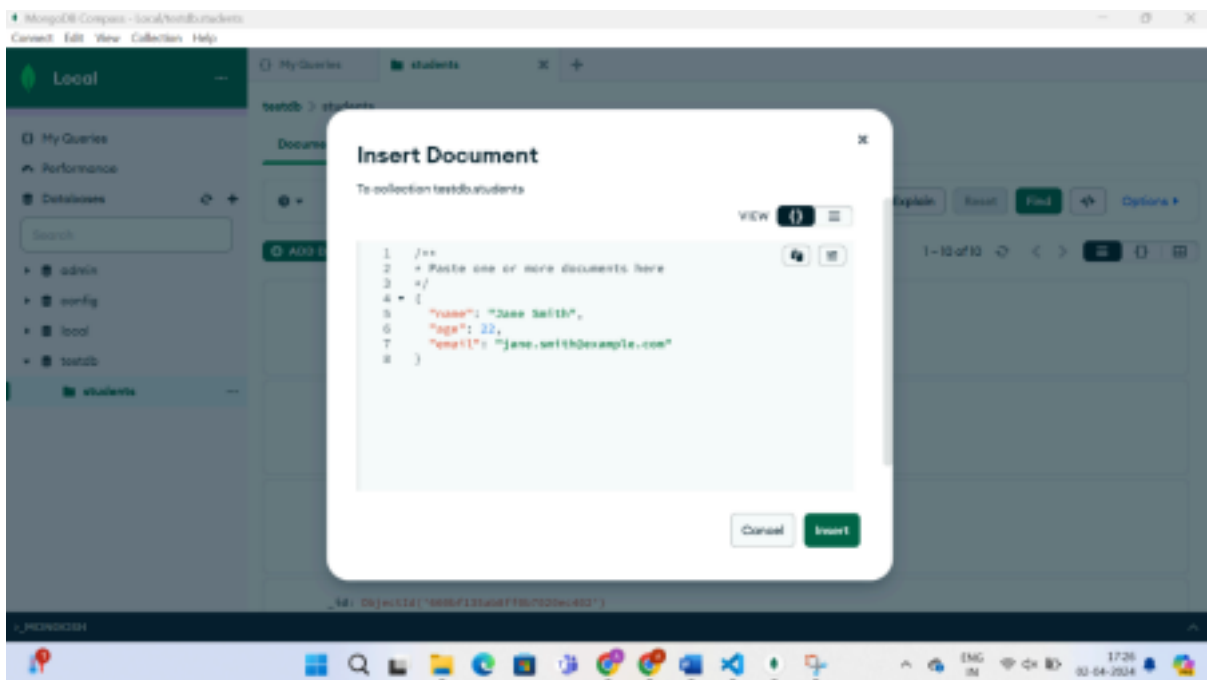 MongoDB Compass - Local/testdb.students
Connect Edit View Collection Help
Local
My Queries
students
testdb > students
My Queries
Performance
Databases
Search
admin
config
local
testdb
students
Docume
Explain
Reset
Find
Options
ADD D
1-10 of 10
Insert Document
To collection testdb.students
VIEW {}
1 /**
2 * Paste one or more documents here
3 */
4 {
5 "name": "Jane Smith",
6 "age": 22,
7 "email": "jane.smith@example.com"
8 }
Cancel
Insert
_id:
>_MONGOSH
ENG
IN
17:26
02-04-2024